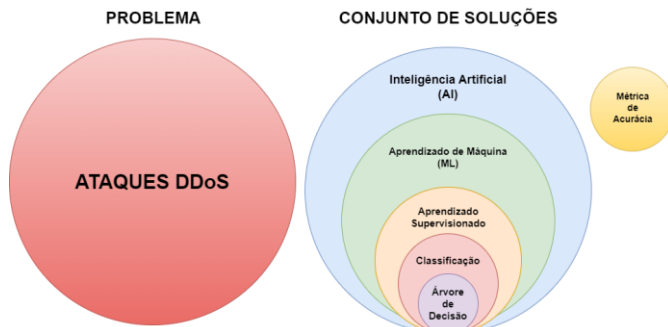 PROBLEMA
CONJUNTO DE SOLUÇÕES
ATAQUES DDoS
Inteligência Artificial
(AI)
Aprendizado de Máquina
(ML)
Aprendizado
Supervisionado
Classificação
Árvore
de
Decisão
Métrica
de
Acurácia